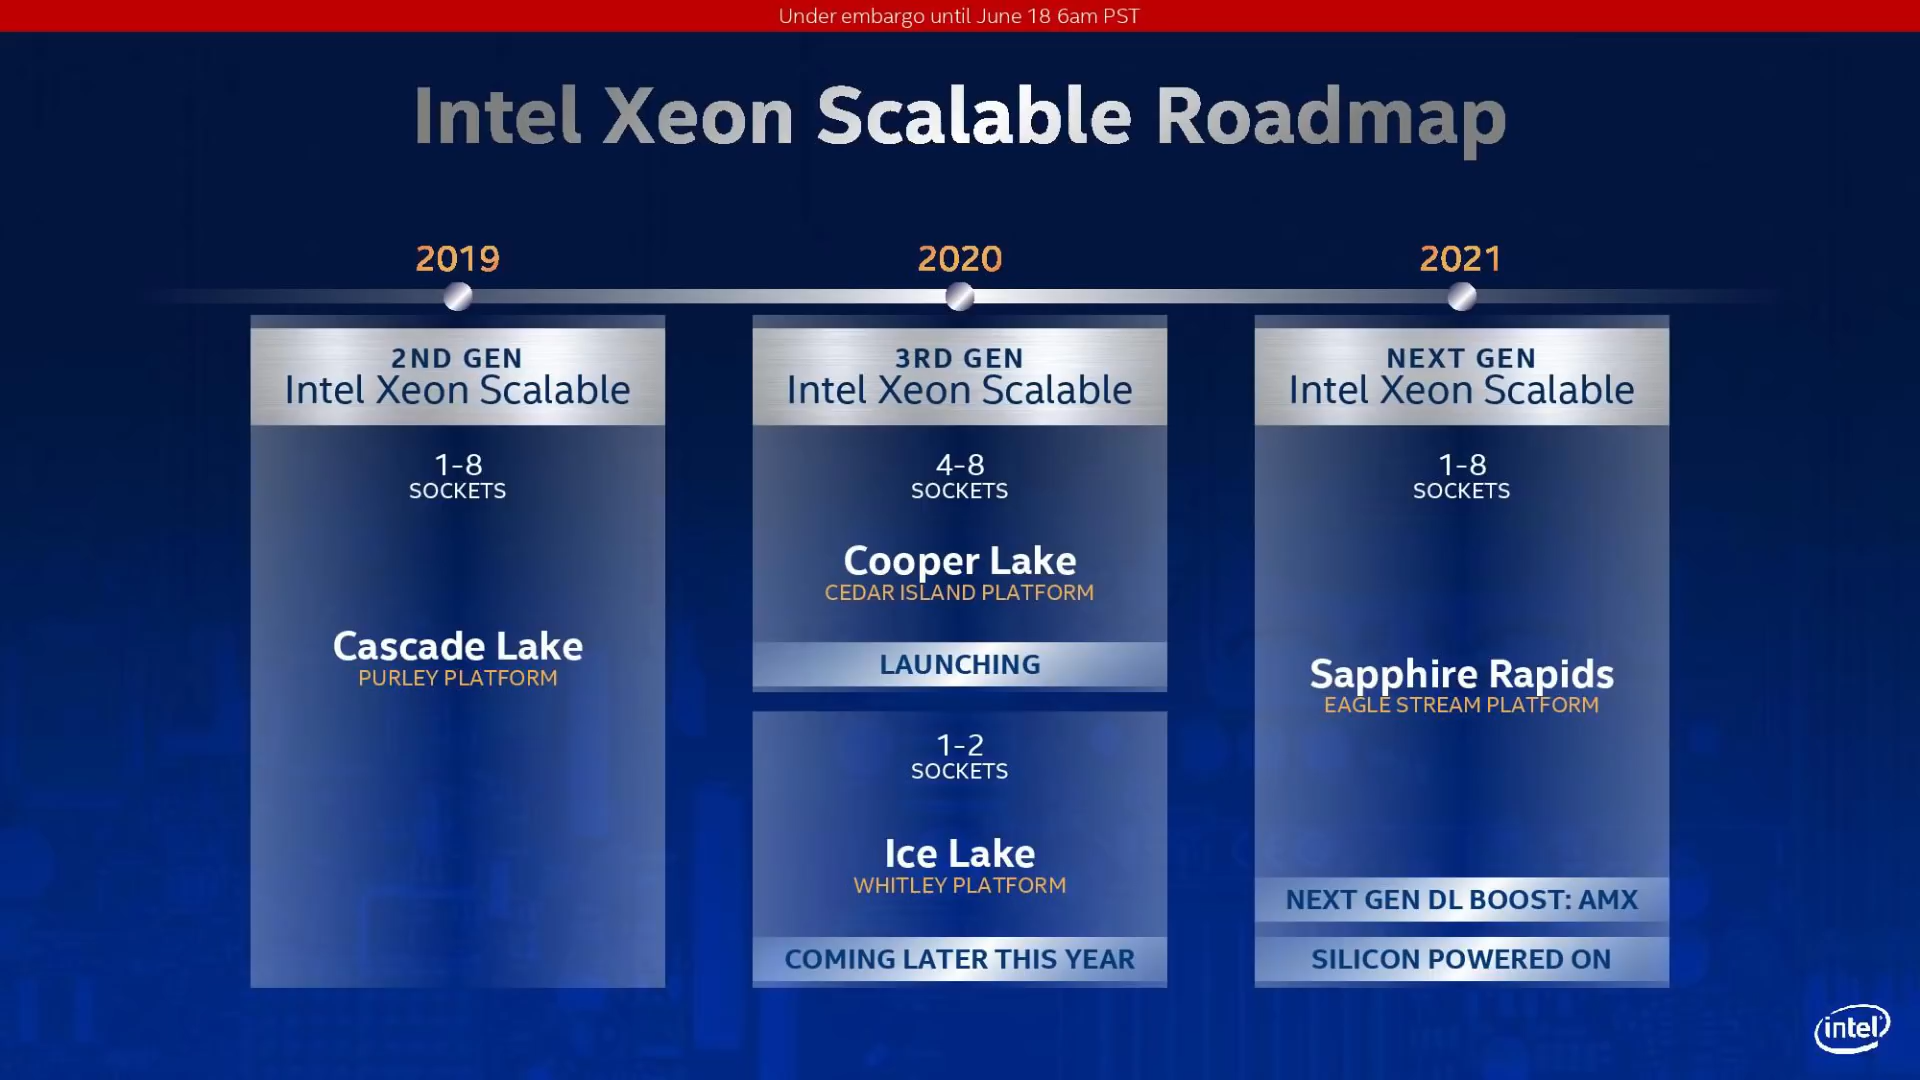 Under embargo until June 18 6am PST
Intel Xeon Scalable Roadmap
2019
2ND GEN
Intel Xeon Scalable
1-8
SOCKETS
Cascade Lake
PURLEY PLATFORM
2020
3RD GEN
Intel Xeon Scalable
4-8
SOCKETS
Cooper Lake
CEDAR ISLAND PLATFORM
LAUNCHING
1-2
SOCKETS
Ice Lake
WHITLEY PLATFORM
COMING LATER THIS YEAR
2021
NEXT GEN
Intel Xeon Scalable
1-8
SOCKETS
Sapphire Rapids
EAGLE STREAM PLATFORM
NEXT GEN DL BOOST: AMX
SILICON POWERED ON
intel